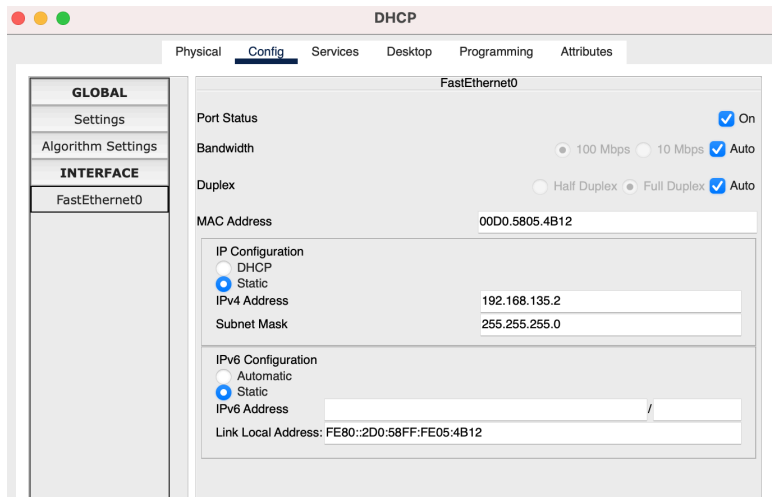 DHCP
Physical Config Services Desktop Programming Attributes
GLOBAL
Settings
Algorithm Settings
INTERFACE
FastEthernet0
FastEthernet0
Port Status On
Bandwidth 100 Mbps 10 Mbps Auto
Duplex Half Duplex Full Duplex Auto
MAC Address 00D0.5805.4B12
IP Configuration
DHCP
Static
IPv4 Address 192.168.135.2
Subnet Mask 255.255.255.0
IPv6 Configuration
Automatic
Static
IPv6 Address /
Link Local Address: FE80::2D0:58FF:FE05:4B12